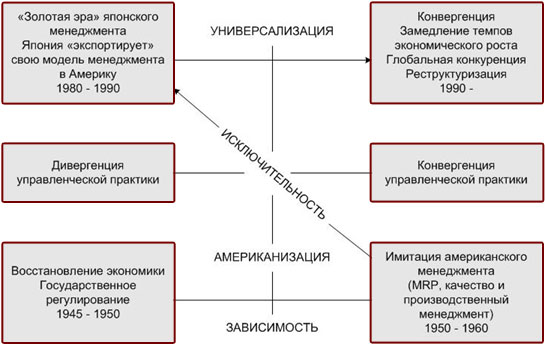 «Золотая эра» японского
менеджмента
Япония «экспортирует»
свою модель менеджмента
в Америку
1980 - 1990
УНИВЕРСАЛИЗАЦИЯ
Конвергенция
Замедление темпов
экономического роста
Глобальная конкуренция
Реструктуризация
1990 -
Дивергенция
управленческой практики
ИСКЛЮЧИТЕЛЬНОСТЬ
Конвергенция
управленческой практики
Восстановление экономики
Государственное
регулирование
1945 - 1950
АМЕРИКАНИЗАЦИЯ
ЗАВИСИМОСТЬ
Имитация американского
менеджмента
(MRP, качество и
производственный
менеджмент)
1950 - 1960